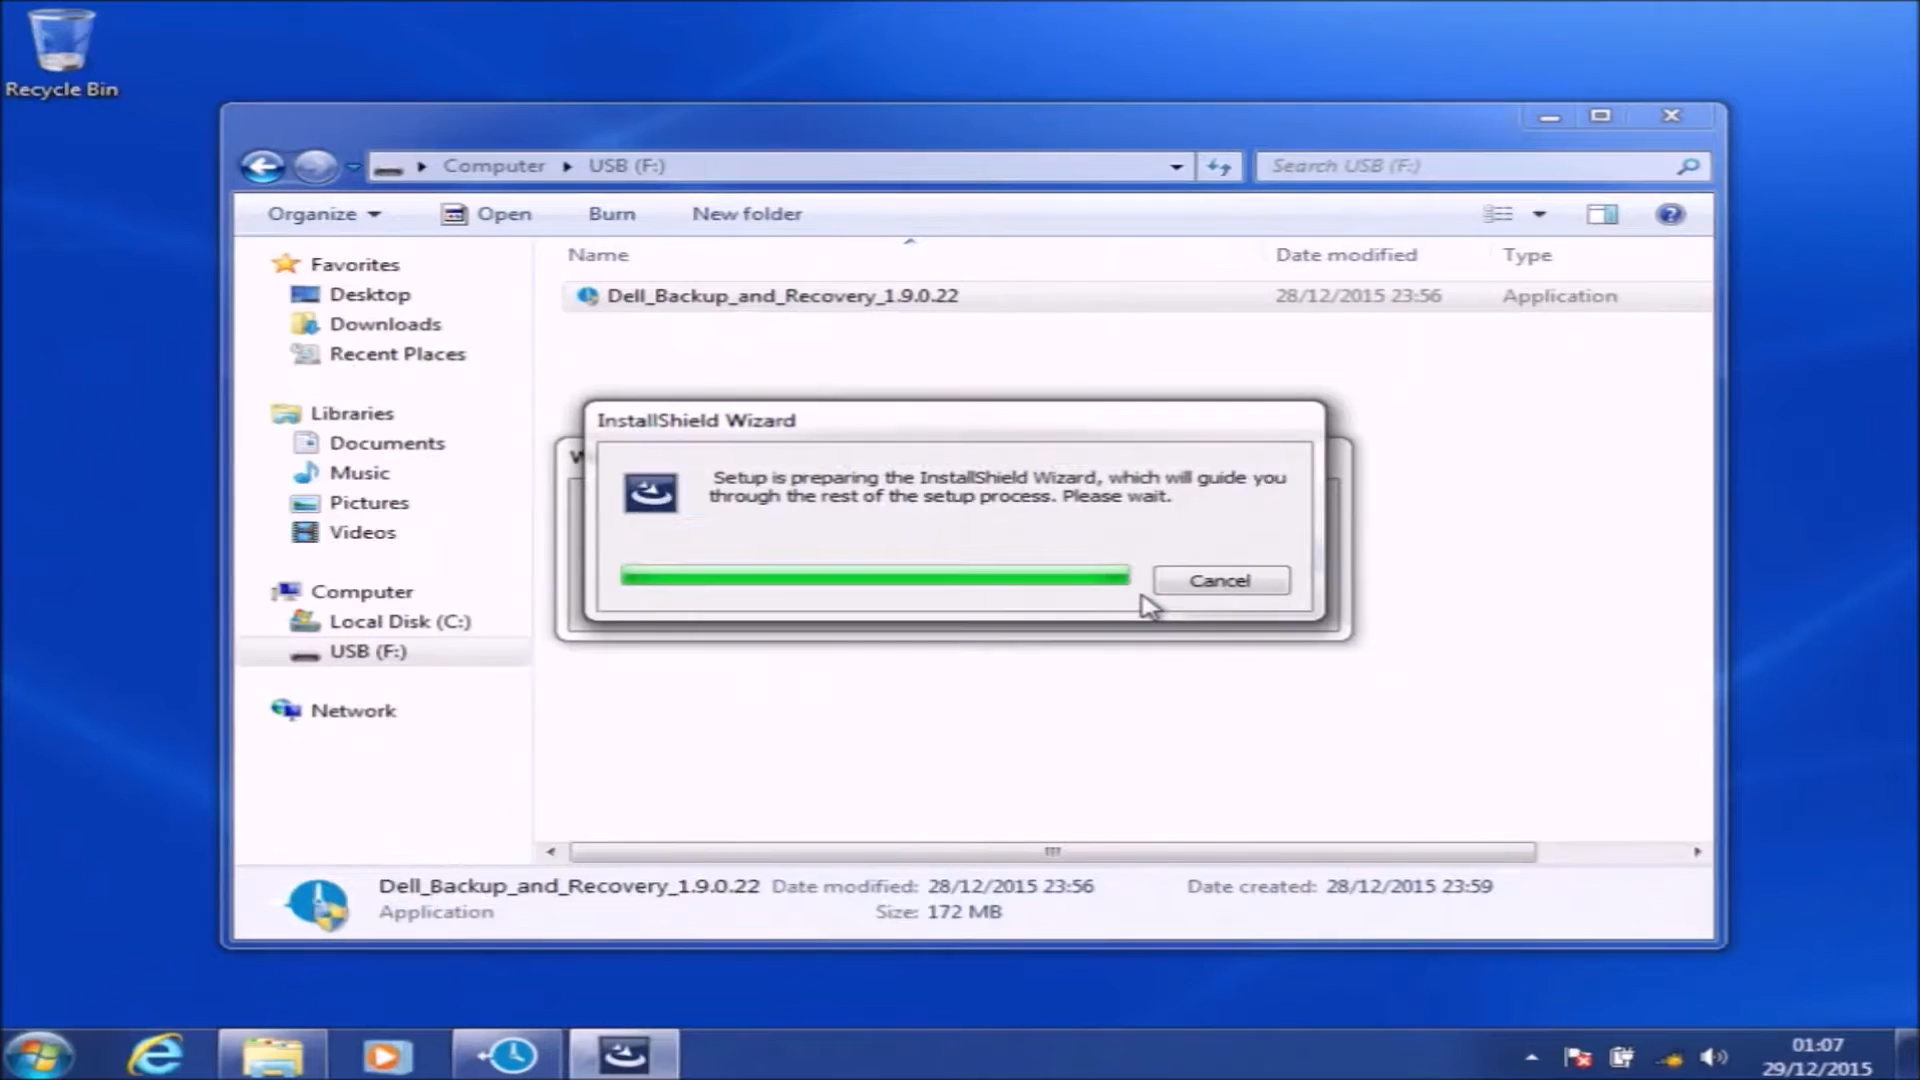 Recycle Bin
Computer
USB (F:)
Search USB (F:)
Organize
Open
Burn
New folder
Name
Date modified
Type
Favorites
Desktop
Downloads
Recent Places
Libraries
Documents
Music
Pictures
Videos
Computer
Local Disk (C:)
USB (F:)
Network
Dell_Backup_and_Recovery_1.9.0.22
28/12/2015 23:56
Application
InstallShield Wizard
Setup is preparing the InstallShield Wizard, which will guide you
through the rest of the setup process. Please wait.
Cancel
Dell_Backup_and_Recovery_1.9.0.22
Date modified: 28/12/2015 23:56
Date created: 28/12/2015 23:59
Application
Size: 172 MB
01:07
29/12/2015